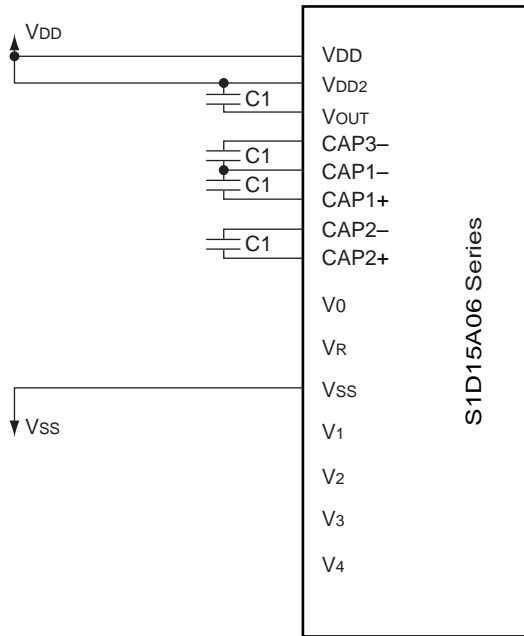 VDD
VDD
VDD2
C1
VOUT
CAP3–
C1
CAP1–
C1
CAP1+
CAP2–
C1
CAP2+
V0
VR
VSS
VSS
V1
V2
V3
V4
S1D15A06 Series